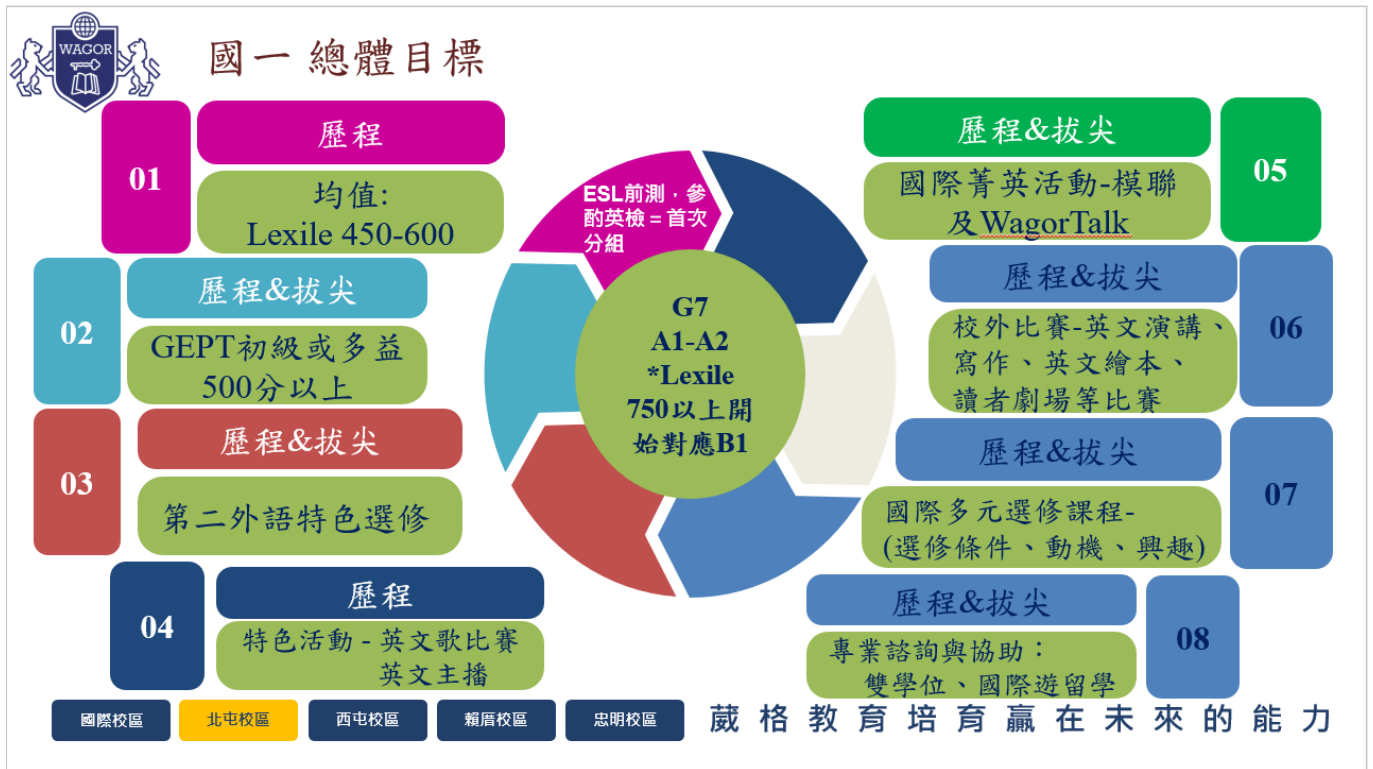 WAGOR
國一 總體目標
01
歷程
均值:
Lexile 450-600
02
歷程&拔尖
GEPT初級或多益
500分以上
03
歷程&拔尖
第二外語特色選修
04
歷程
特色活動 - 英文歌比賽
英文主播
ESL前測，參
酌英檢=首次
分組
G7
A1-A2
*Lexile
750以上開
始對應B1
歷程&拔尖
05
國際菁英活動-模聯
及WagorTalk
歷程&拔尖
06
校外比賽-英文演講、
寫作、英文繪本、
讀者劇場等比賽
歷程&拔尖
07
國際多元選修課程-
(選修條件、動機、興趣)
歷程&拔尖
08
專業諮詢與協助：
雙學位、國際遊留學
國際校區
北屯校區
西屯校區
賴厝校區
忠明校區
葳格教育培育贏在未來的能力